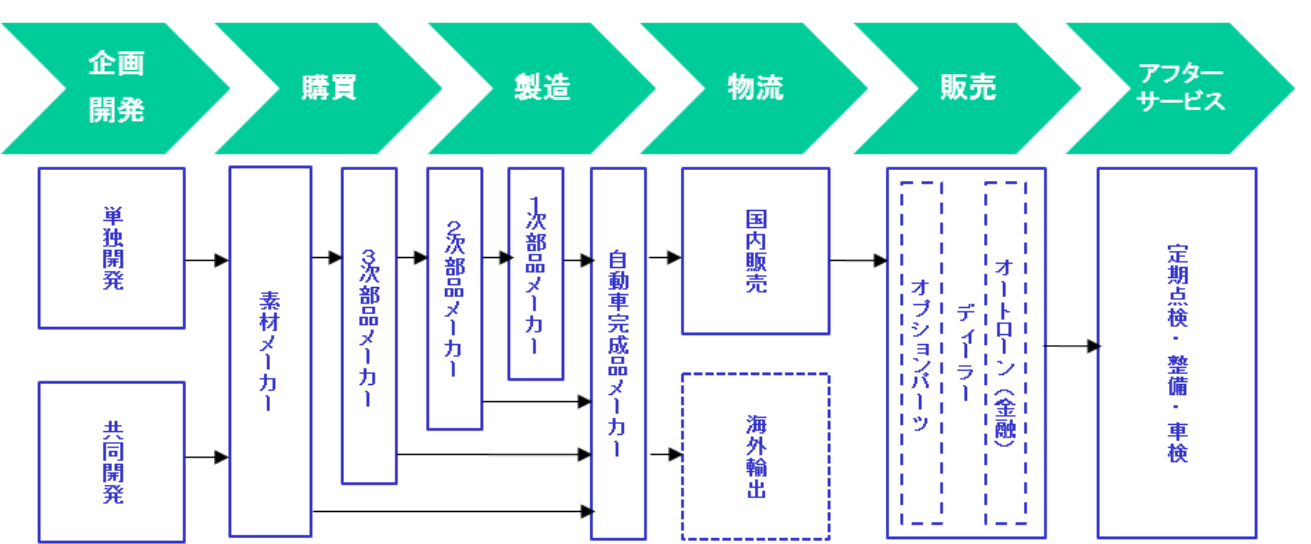 企画
開発
購買
製造
物流
販売
アフター
サービス
単独開発
共同開発
素材メーカー
3次部品メーカー
2次部品メーカー
1次部品メーカー
自動車完成品メーカー
国内販売
海外輸出
オプションパーツ
ディーラー
オートローン(金融)
定期点検・整備・車検